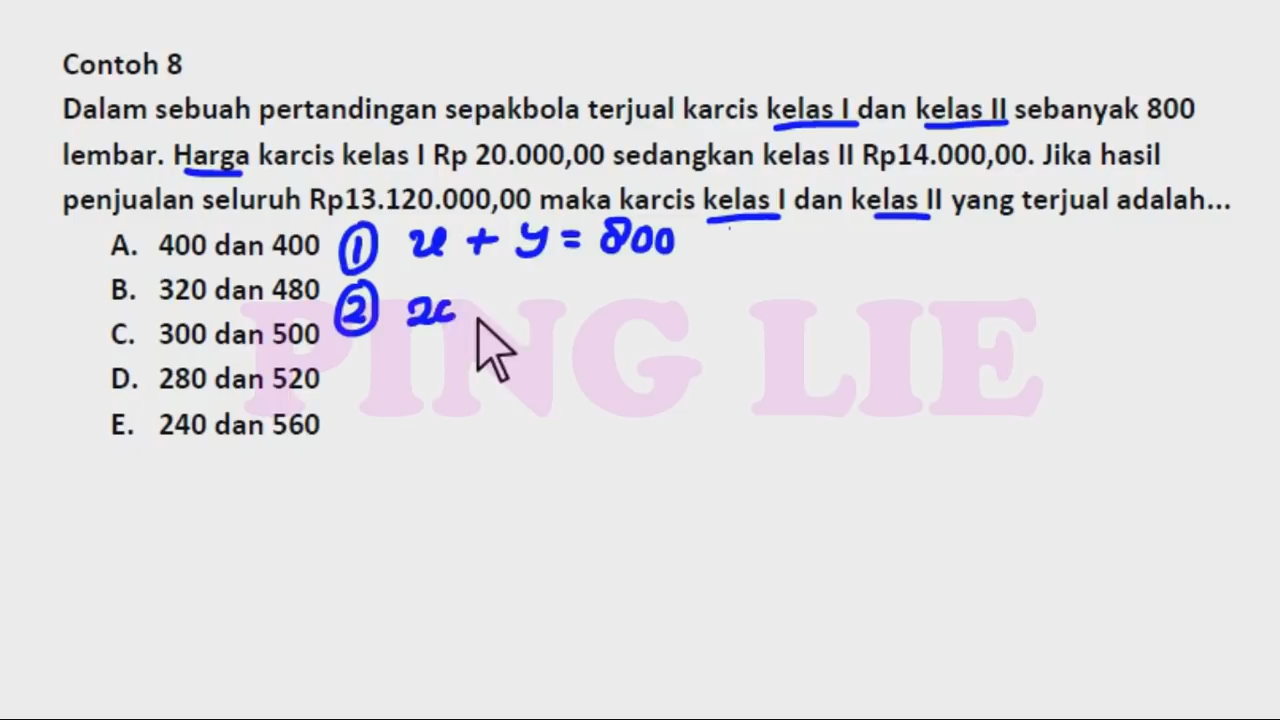 Contoh 8
Dalam sebuah pertandingan sepakbola terjual karcis kelas I dan kelas II sebanyak 800
lembar. Harga karcis kelas I Rp 20.000,00 sedangkan kelas II Rp14.000,00. Jika hasil
penjualan seluruh Rp13.120.000,00 maka karcis kelas I dan kelas II yang terjual adalah...
A. 400 dan 400
① x + y = 800
B. 320 dan 480
② 20
C. 300 dan 500
D. 280 dan 520
E. 240 dan 560
PING LIE